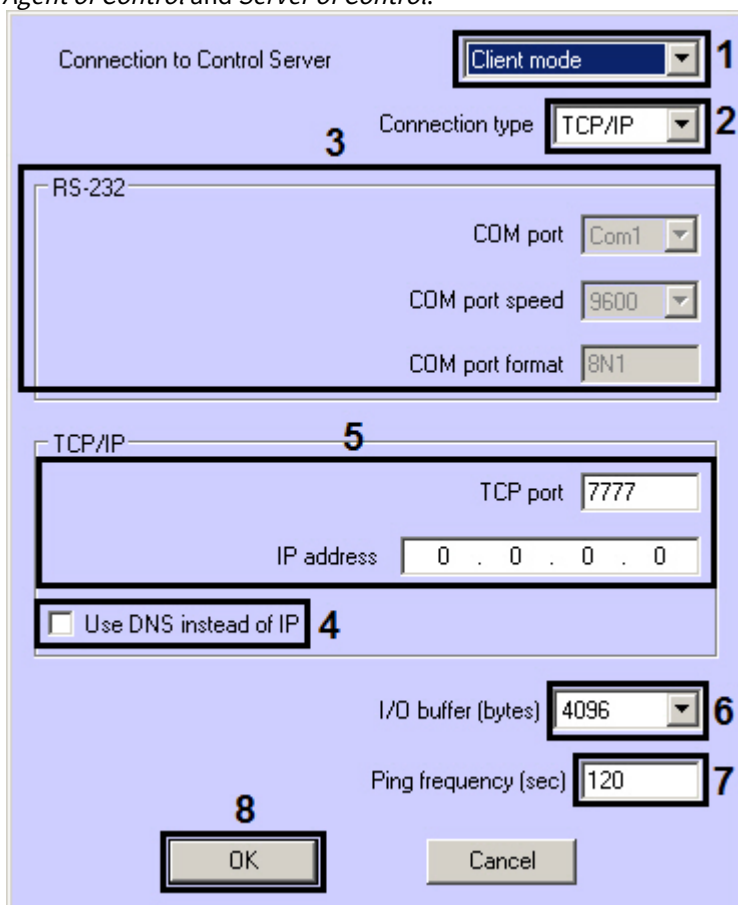 Agent of Control and Server of Control.
Connection to Control Server Client mode 1
Connection type TCP/IP 2
3
RS-232
COM port Com1
COM port speed 9600
COM port format 8N1
5
TCP/IP
TCP port 7777
IP address 0 . 0 . 0 . 0
Use DNS instead of IP 4
I/O buffer (bytes) 4096 6
Ping frequency (sec) 120 7
8
OK Cancel